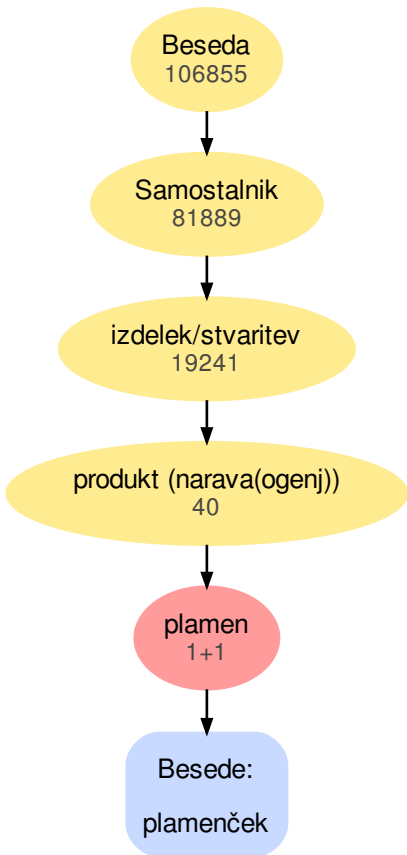 Beseda
106855
Samostalnik
81889
izdelek/stvaritev
19241
produkt (narava(ogenj))
40
plamen
1+1
Besede:
plamenček